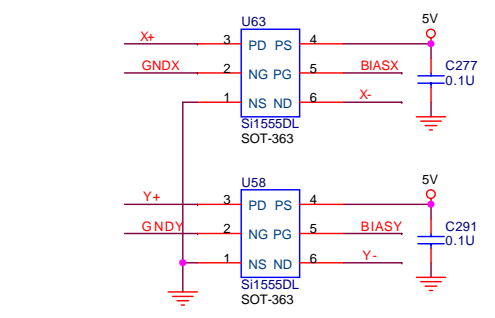 U63
5V
X+ 3 PD PS 4
GNDX 2 NG PG 5 BIASX
C277
0.1U
1 NS ND 6 X-
Si1555DL
SOT-363
U58
5V
Y+ 3 PD PS 4
GNDY 2 NG PG 5 BIASY
C291
0.1U
1 NS ND 6 Y-
Si1555DL
SOT-363